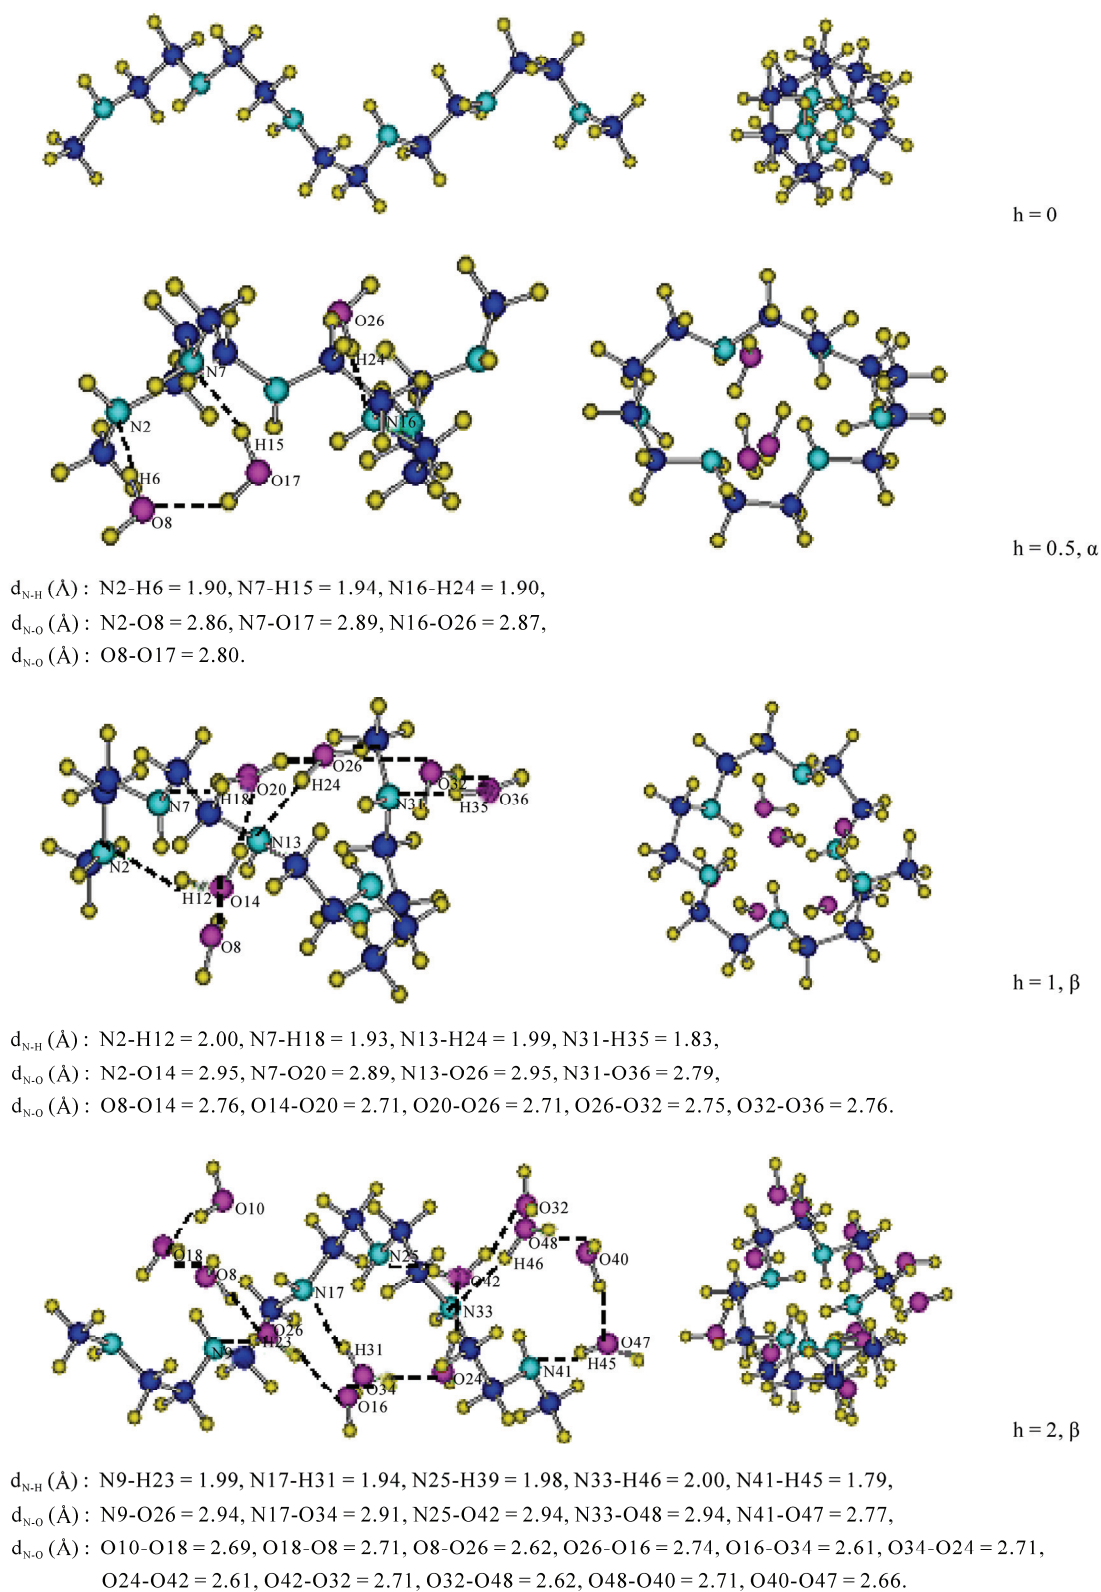 h = 0
O26
H24
N7
N16
N2
H15
H6
O17
O8
h = 0.5, α
d_N-H (Å) : N2-H6 = 1.90, N7-H15 = 1.94, N16-H24 = 1.90,
d_N-O (Å) : N2-O8 = 2.86, N7-O17 = 2.89, N16-O26 = 2.87,
d_N-O (Å) : O8-O17 = 2.80.
O26
O20
H24
O32
N7
H18
N31
H35
O36
N2
N13
H12
O14
O8
h = 1, β
d_N-H (Å) : N2-H12 = 2.00, N7-H18 = 1.93, N13-H24 = 1.99, N31-H35 = 1.83,
d_N-O (Å) : N2-O14 = 2.95, N7-O20 = 2.89, N13-O26 = 2.95, N31-O36 = 2.79,
d_N-O (Å) : O8-O14 = 2.76, O14-O20 = 2.71, O20-O26 = 2.71, O26-O32 = 2.75, O32-O36 = 2.76.
O10
O32
O18
O48
N25
O40
O8
H46
O42
N17
N33
O26
H23
N9
H31
O47
H45
O34
O24
N41
O16
h = 2, β
d_N-H (Å) : N9-H23 = 1.99, N17-H31 = 1.94, N25-H39 = 1.98, N33-H46 = 2.00, N41-H45 = 1.79,
d_N-O (Å) : N9-O26 = 2.94, N17-O34 = 2.91, N25-O42 = 2.94, N33-O48 = 2.94, N41-O47 = 2.77,
d_N-O (Å) : O10-O18 = 2.69, O18-O8 = 2.71, O8-O26 = 2.62, O26-O16 = 2.74, O16-O34 = 2.61, O34-O24 = 2.71,
O24-O42 = 2.61, O42-O32 = 2.71, O32-O48 = 2.62, O48-O40 = 2.71, O40-O47 = 2.66.